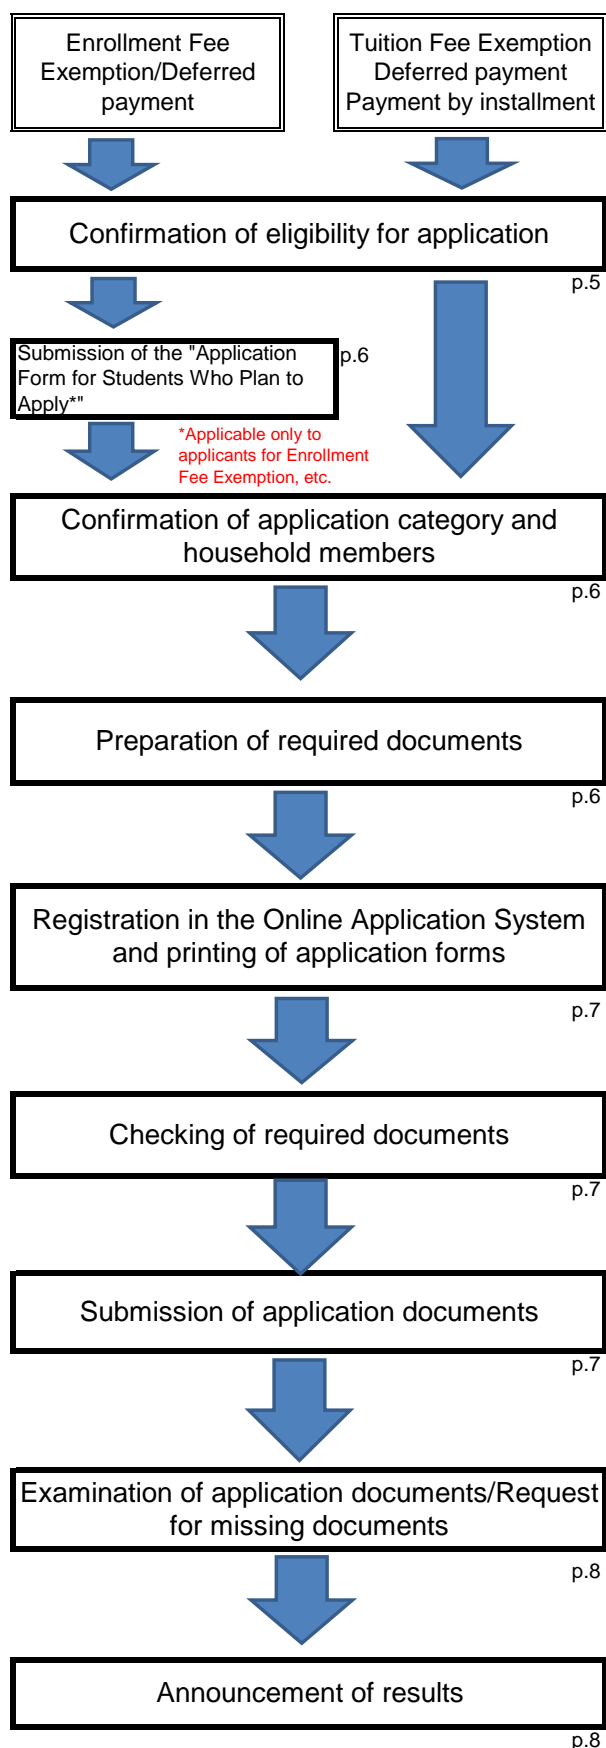 Enrollment Fee
Exemption/Deferred
payment
Tuition Fee Exemption
Deferred payment
Payment by installment
Confirmation of eligibility for application
p.5
Submission of the "Application
Form for Students Who Plan to
Apply*"
p.6
*Applicable only to
applicants for Enrollment
Fee Exemption, etc.
Confirmation of application category and
household members
p.6
Preparation of required documents
p.6
Registration in the Online Application System
and printing of application forms
p.7
Checking of required documents
p.7
Submission of application documents
p.7
Examination of application documents/Request
for missing documents
p.8
Announcement of results
p.8